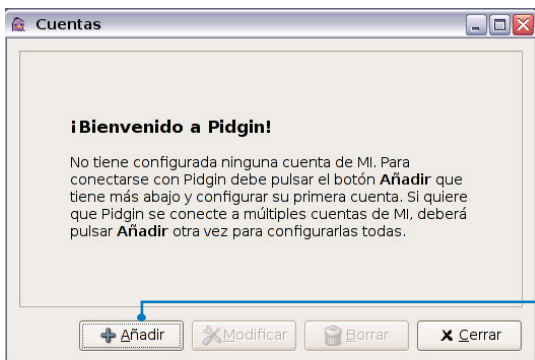 Cuentas
¡Bienvenido a Pidgin!
No tiene configurada ninguna cuenta de MI. Para
conectarse con Pidgin debe pulsar el botón Añadir que
tiene más abajo y configurar su primera cuenta. Si quiere
que Pidgin se conecte a múltiples cuentas de MI, deberá
pulsar Añadir otra vez para configurarlas todas.
Añadir Modificar Borrar Cerrar